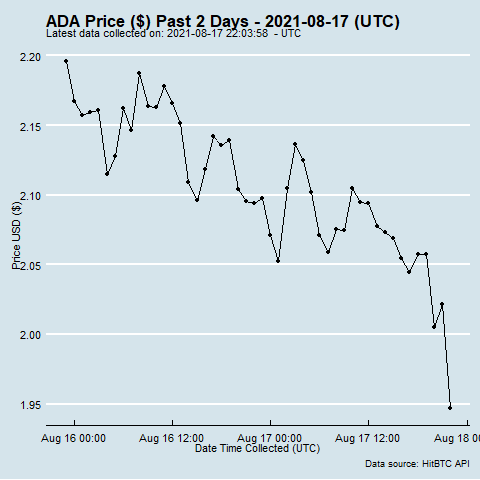 ADA Price ($) Past 2 Days - 2021-08-17 (UTC)
Latest data collected on: 2021-08-17 22:03:58 - UTC
2.20
2.15
2.10
2.05
2.00
1.95
Price USD ($)
Aug 16 00:00 Aug 16 12:00 Aug 17 00:00 Aug 17 12:00 Aug 18 0
Date Time Collected (UTC)
Data source: HitBTC API